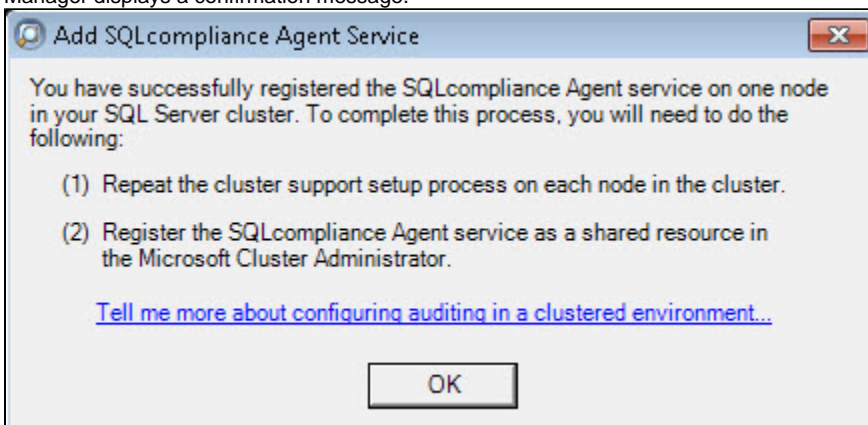 Manager displays a confirmation message.
Add SQLcompliance Agent Service
You have successfully registered the SQLcompliance Agent service on one node
in your SQL Server cluster. To complete this process, you will need to do the
following:
(1) Repeat the cluster support setup process on each node in the cluster.
(2) Register the SQLcompliance Agent service as a shared resource in
the Microsoft Cluster Administrator.
Tell me more about configuring auditing in a clustered environment...
OK